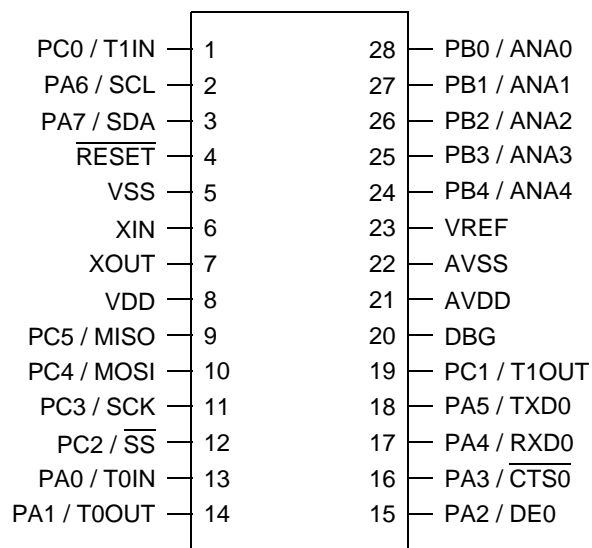 PC0 / T1IN 1 28 PB0 / ANA0
PA6 / SCL 2 27 PB1 / ANA1
PA7 / SDA 3 26 PB2 / ANA2
RESET 4 25 PB3 / ANA3
VSS 5 24 PB4 / ANA4
XIN 6 23 VREF
XOUT 7 22 AVSS
VDD 8 21 AVDD
PC5 / MISO 9 20 DBG
PC4 / MOSI 10 19 PC1 / T1OUT
PC3 / SCK 11 18 PA5 / TXD0
PC2 / SS 12 17 PA4 / RXD0
PA0 / T0IN 13 16 PA3 / CTS0
PA1 / T0OUT 14 15 PA2 / DE0